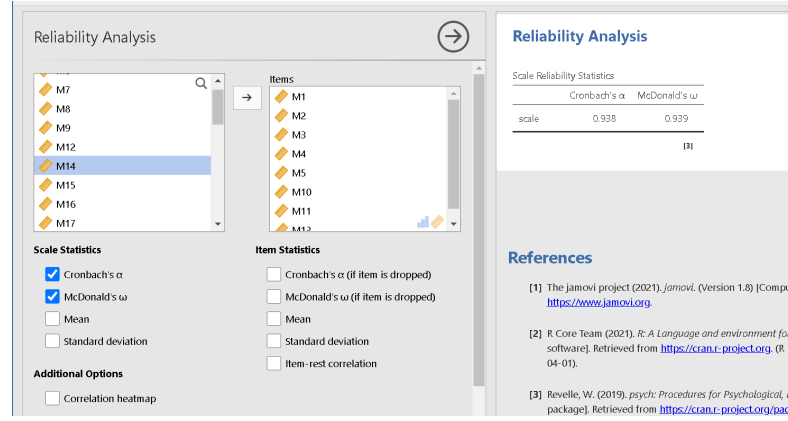 Reliability Analysis
M7
M8
M9
M12
M14
M15
M16
M17
Items
M1
M2
M3
M4
M5
M10
M11
M12
Scale Statistics
Cronbach's α
McDonald's ω
Mean
Standard deviation
Additional Options
Correlation heatmap
Item Statistics
Cronbach's α (if item is dropped)
McDonald's ω (if item is dropped)
Mean
Standard deviation
Item-rest correlation
Reliability Analysis
Scale Reliability Statistics
Cronbach's α McDonald's ω
scale 0.938 0.939
[3]
References
[1] The jamovi project (2021). jamovi. (Version 1.8) [Compu
https://www.jamovi.org.
[2] R Core Team (2021). R: A Language and environment fo
software]. Retrieved from https://cran.r-project.org. (R
04-01).
[3] Revelle, W. (2019). psych: Procedures for Psychological,
package]. Retrieved from https://cran.r-project.org/pac